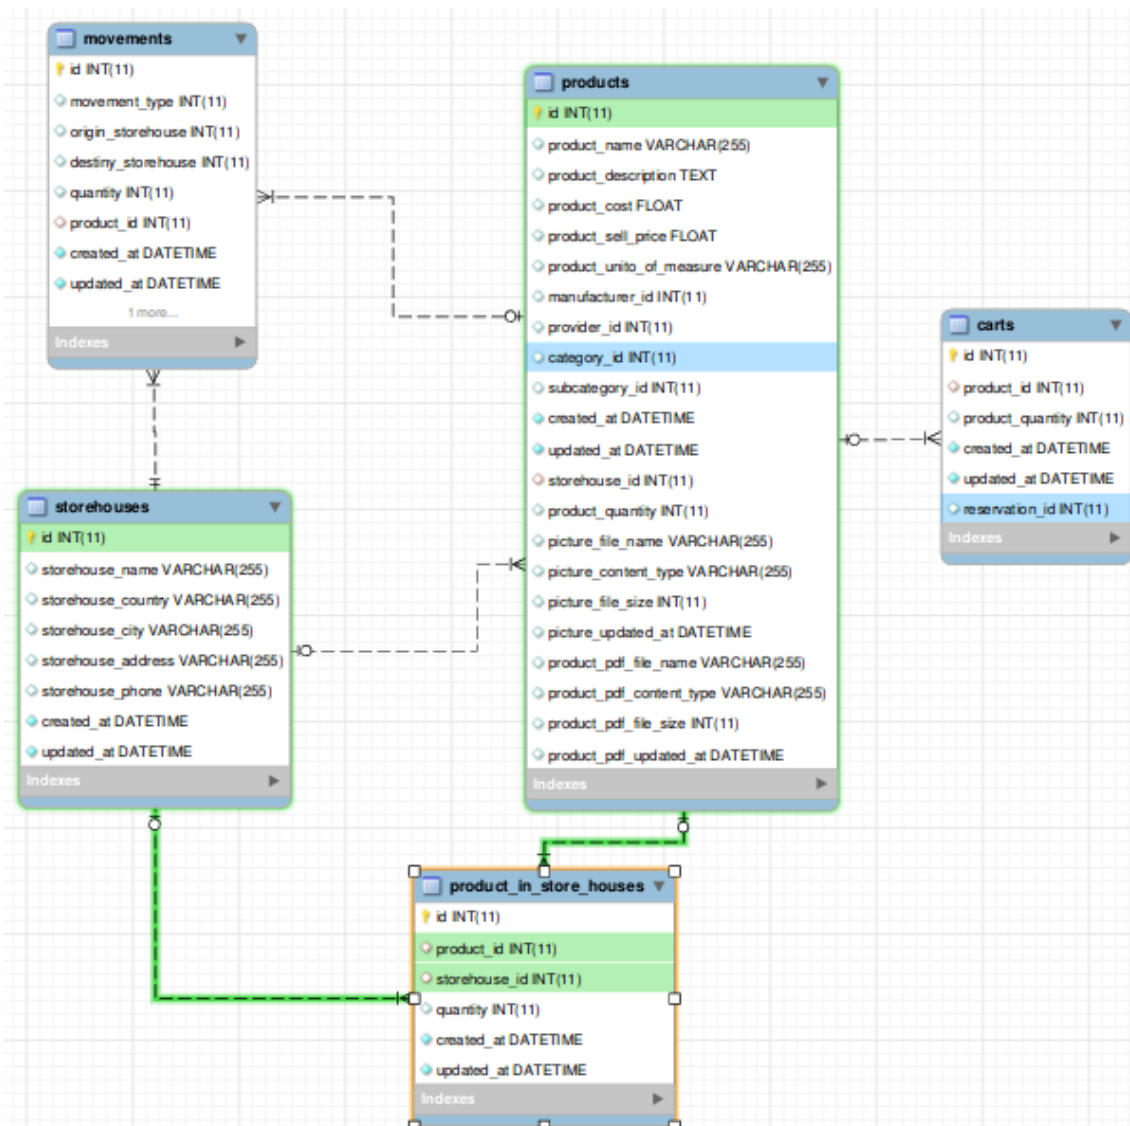 movements
id INT(11)
movement_type INT(11)
origin_storehouse INT(11)
destiny_storehouse INT(11)
quantity INT(11)
product_id INT(11)
created_at DATETIME
updated_at DATETIME
1 more...
Indexes
products
id INT(11)
product_name VARCHAR(255)
product_description TEXT
product_cost FLOAT
product_sell_price FLOAT
product_unito_of_measure VARCHAR(255)
manufacturer_id INT(11)
provider_id INT(11)
category_id INT(11)
subcategory_id INT(11)
created_at DATETIME
updated_at DATETIME
storehouse_id INT(11)
product_quantity INT(11)
picture_file_name VARCHAR(255)
picture_content_type VARCHAR(255)
picture_file_size INT(11)
picture_updated_at DATETIME
product_pdf_file_name VARCHAR(255)
product_pdf_content_type VARCHAR(255)
product_pdf_file_size INT(11)
product_pdf_updated_at DATETIME
Indexes
carts
id INT(11)
product_id INT(11)
product_quantity INT(11)
created_at DATETIME
updated_at DATETIME
reservation_id INT(11)
Indexes
storehouses
id INT(11)
storehouse_name VARCHAR(255)
storehouse_country VARCHAR(255)
storehouse_city VARCHAR(255)
storehouse_address VARCHAR(255)
storehouse_phone VARCHAR(255)
created_at DATETIME
updated_at DATETIME
Indexes
product_in_store_houses
id INT(11)
product_id INT(11)
storehouse_id INT(11)
quantity INT(11)
created_at DATETIME
updated_at DATETIME
Indexes